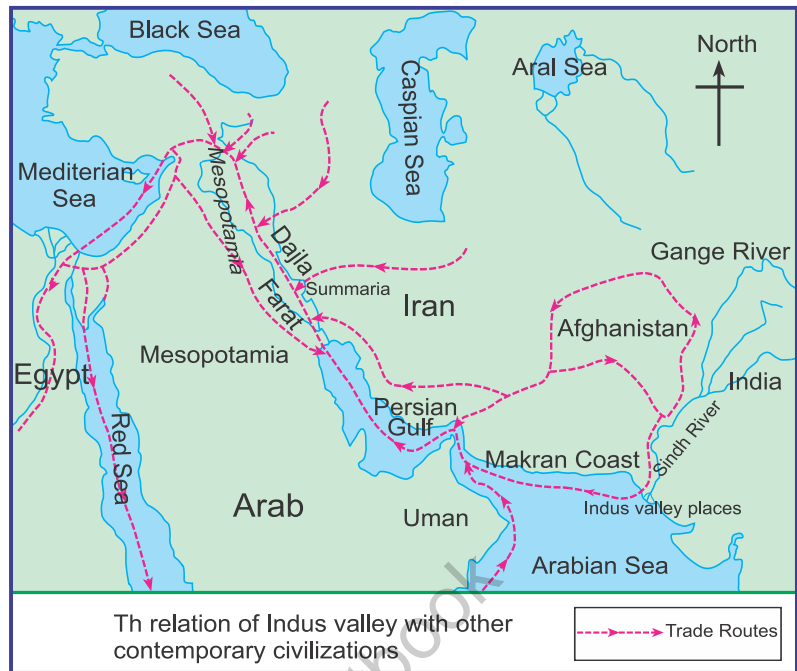 Black Sea
North
Aral Sea
Caspian Sea
Mediterian
Sea
Mesopotamia
Gange River
Dajla
Summaria
Iran
Farat
Afghanistan
Mesopotamia
Egypt
India
Persian
Gulf
Red Sea
Sindh River
Makran Coast
Arab
Uman
Indus valley places
Arabian Sea
Th relation of Indus valley with other
contemporary civilizations
Trade Routes